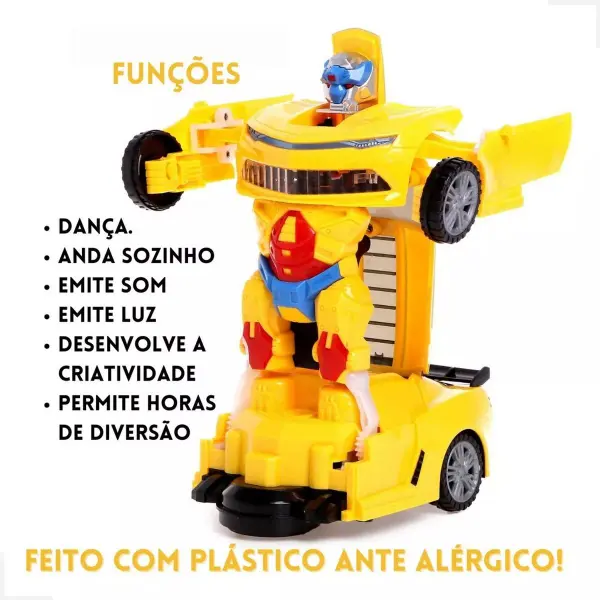 FUNÇÕES
• DANÇA.
• ANDA SOZINHO
• EMITE SOM
• EMITE LUZ
• DESENVOLVE A
CRIATIVIDADE
• PERMITE HORAS
DE DIVERSÃO
FEITO COM PLÁSTICO ANTE ALÉRGICO!